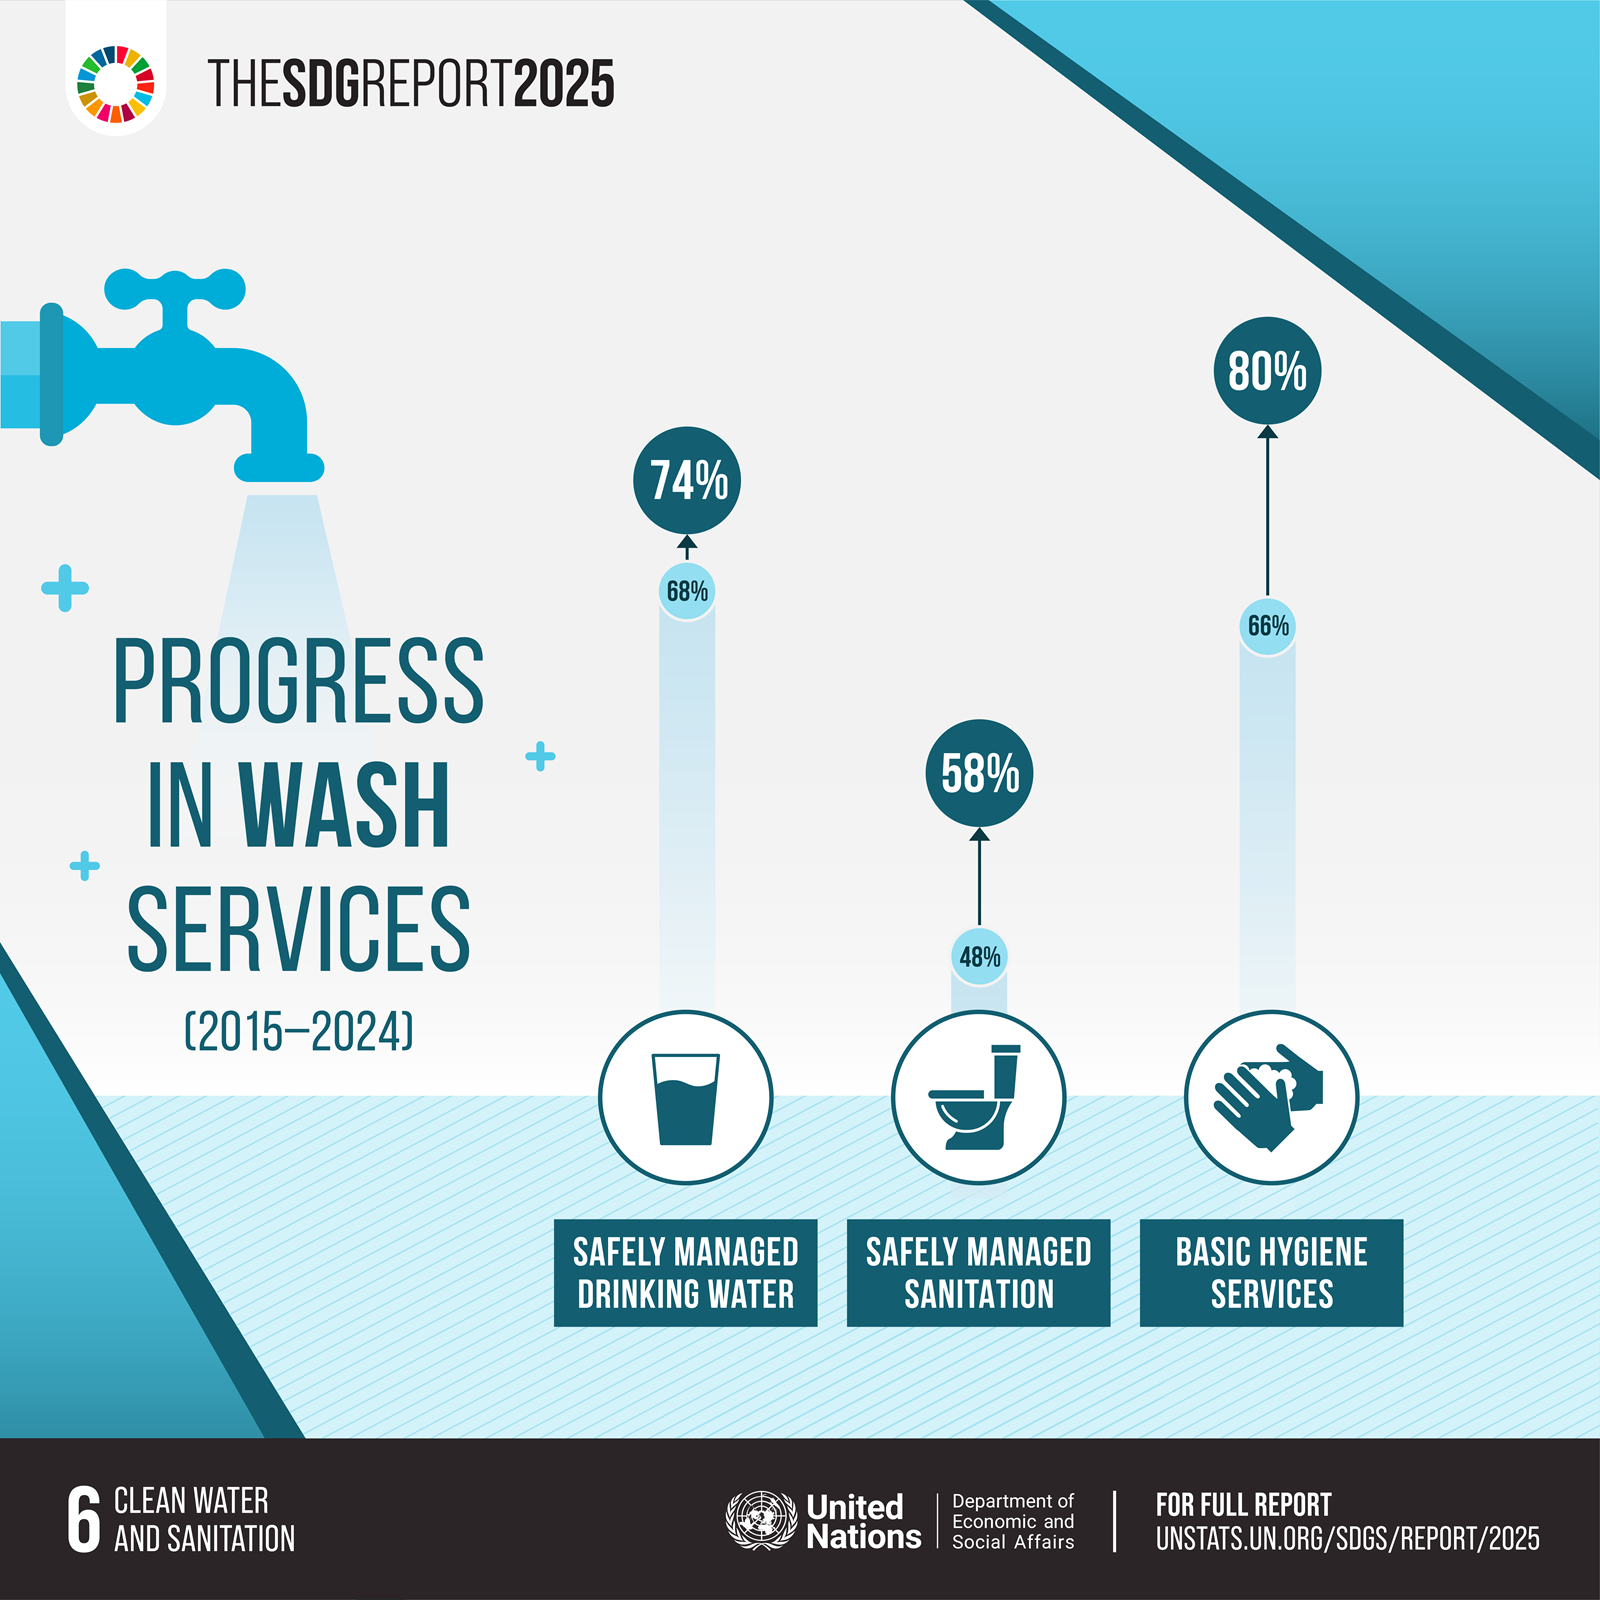 THESDGREPORT2025
PROGRESS
IN WASH
SERVICES
(2015–2024)
74%
68%
58%
48%
80%
66%
SAFELY MANAGED
DRINKING WATER
SAFELY MANAGED
SANITATION
BASIC HYGIENE
SERVICES
6 CLEAN WATER
AND SANITATION
United
Nations
Department of
Economic and
Social Affairs
FOR FULL REPORT
UNSTATS.UN.ORG/SDGS/REPORT/2025